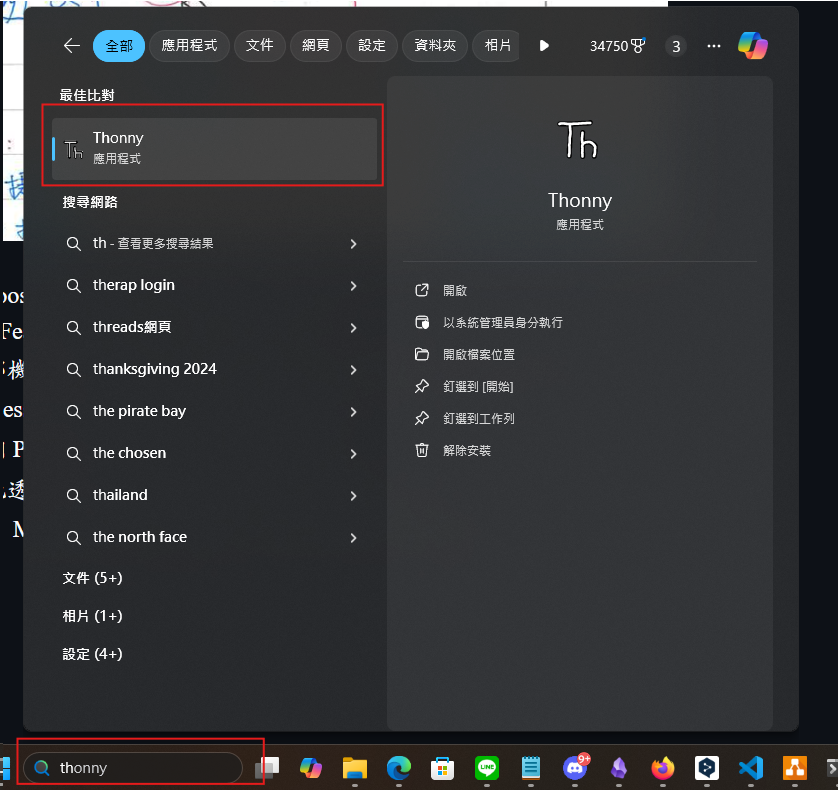 全部 應用程式 文件 網頁 設定 資料夾 相片 34750 3
最佳比對
Thonny
應用程式
搜尋網路
th - 查看更多搜尋結果
therap login
threads網頁
thanksgiving 2024
the pirate bay
the chosen
thailand
the north face
文件 (5+)
相片 (1+)
設定 (4+)
Th
Thonny
應用程式
開啟
以系統管理員身分執行
開啟檔案位置
釘選到 [開始]
釘選到工作列
解除安裝
thonny
LINE
9+